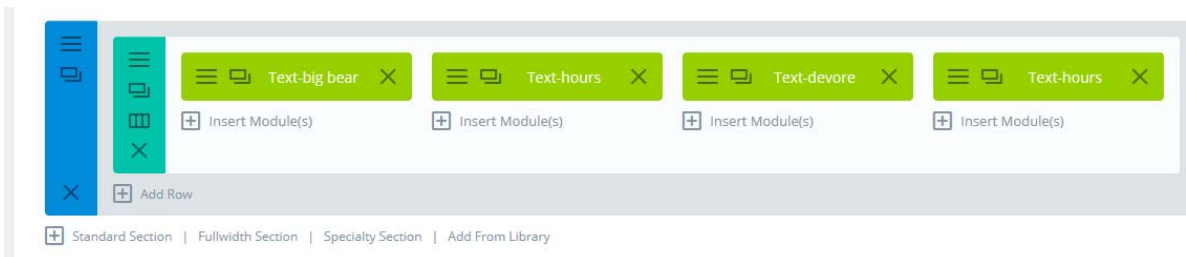 Text-big bear Text-hours Text-devore Text-hours
Insert Module(s) Insert Module(s) Insert Module(s) Insert Module(s)
Add Row
Standard Section | Fullwidth Section | Specialty Section | Add From Library